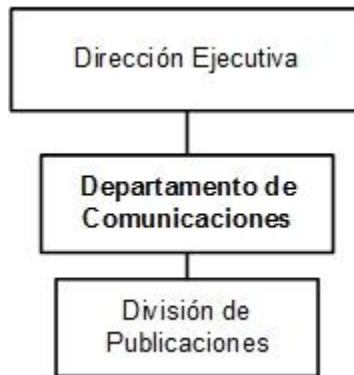 Dirección Ejecutiva
Departamento de
Comunicaciones
División de
Publicaciones